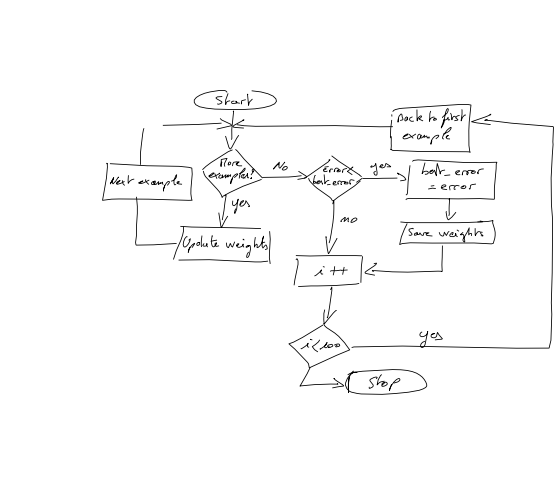 Start
Back to first
example
More
examples?
No
Error<
best_error
yes
best_error
= error
Next example
yes
Update weights
no
Save weights
i ++
i<100
yes
Stop